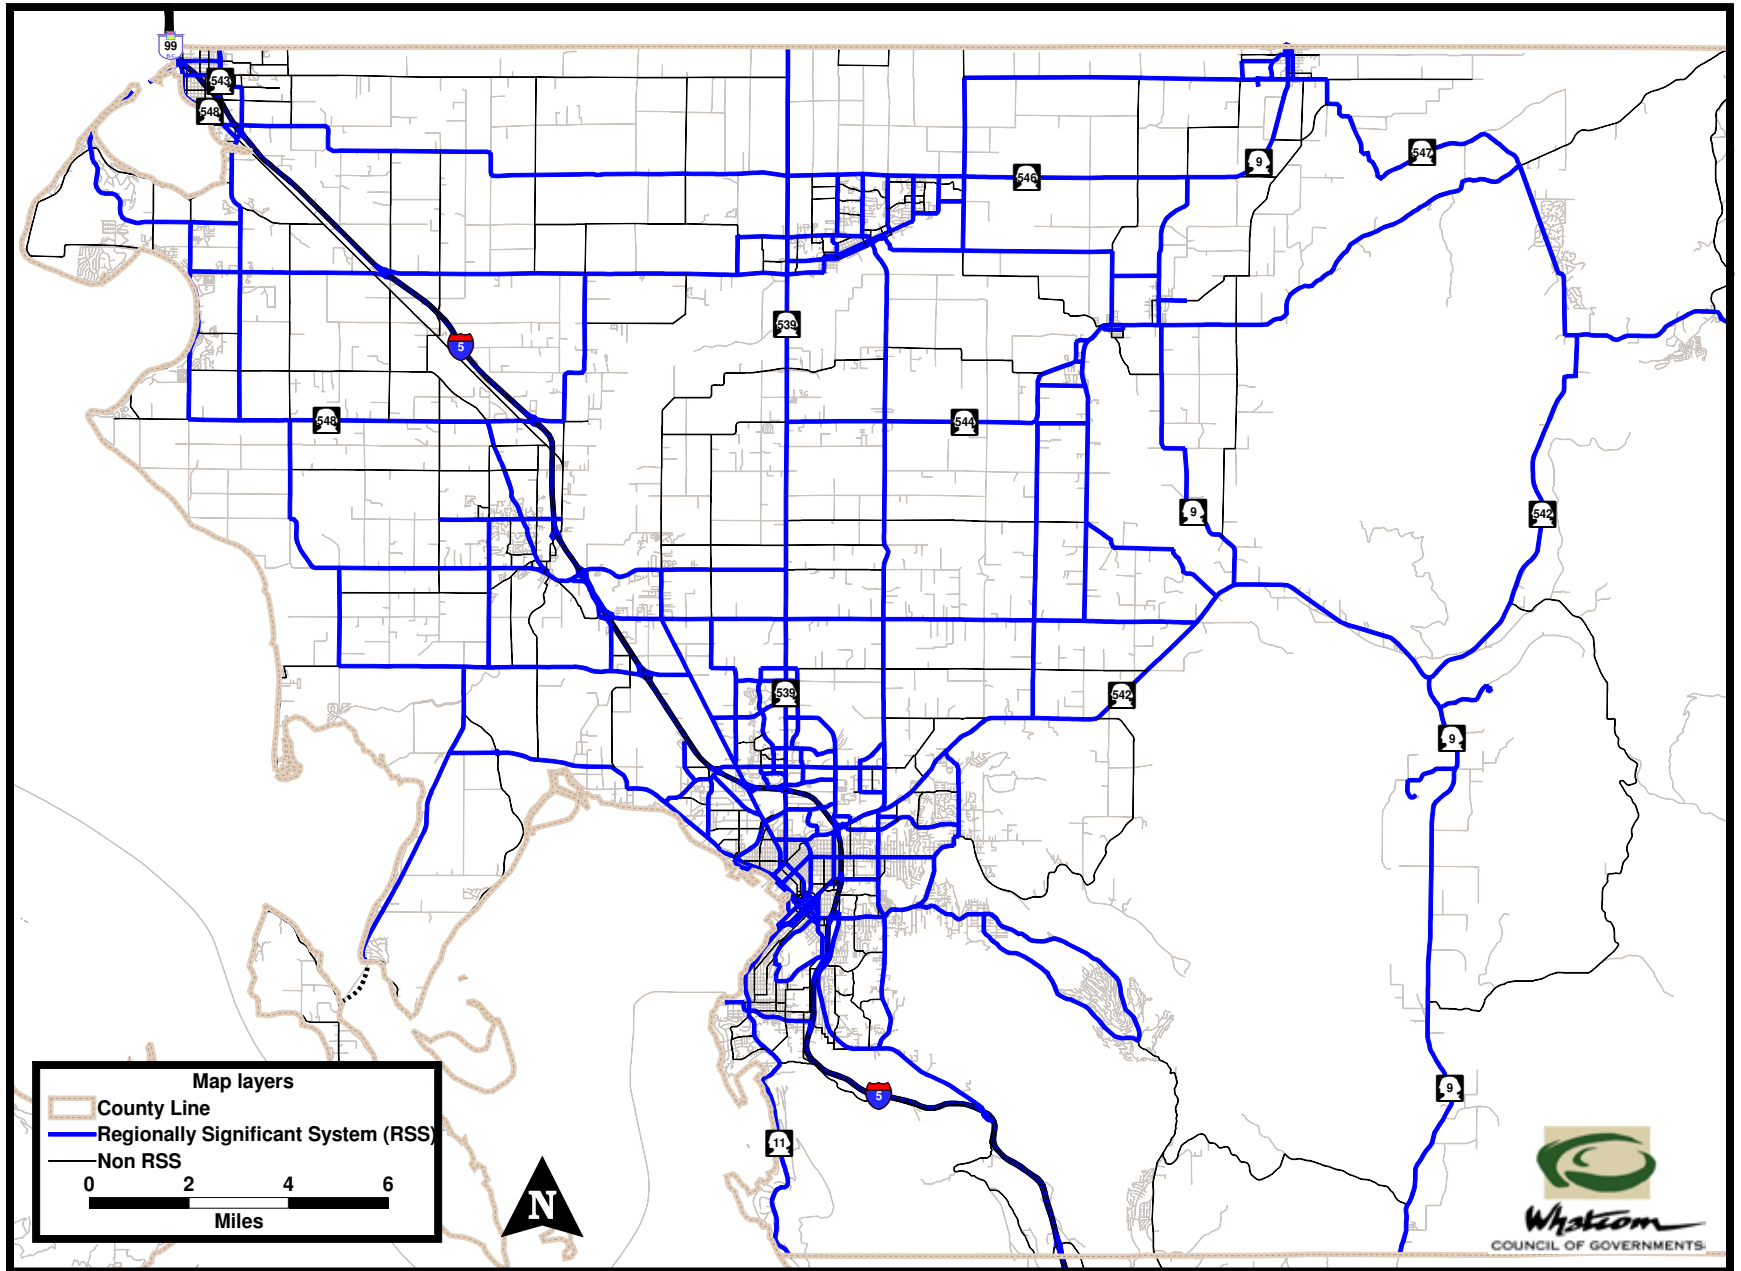 99
B.C.
543
548
547
9
546
539
5
548
544
9
542
539
542
9
9
5
11
Map layers
County Line
Regionally Significant System (RSS)
Non RSS
0 2 4 6
Miles
N
Whatcom
COUNCIL OF GOVERNMENTS